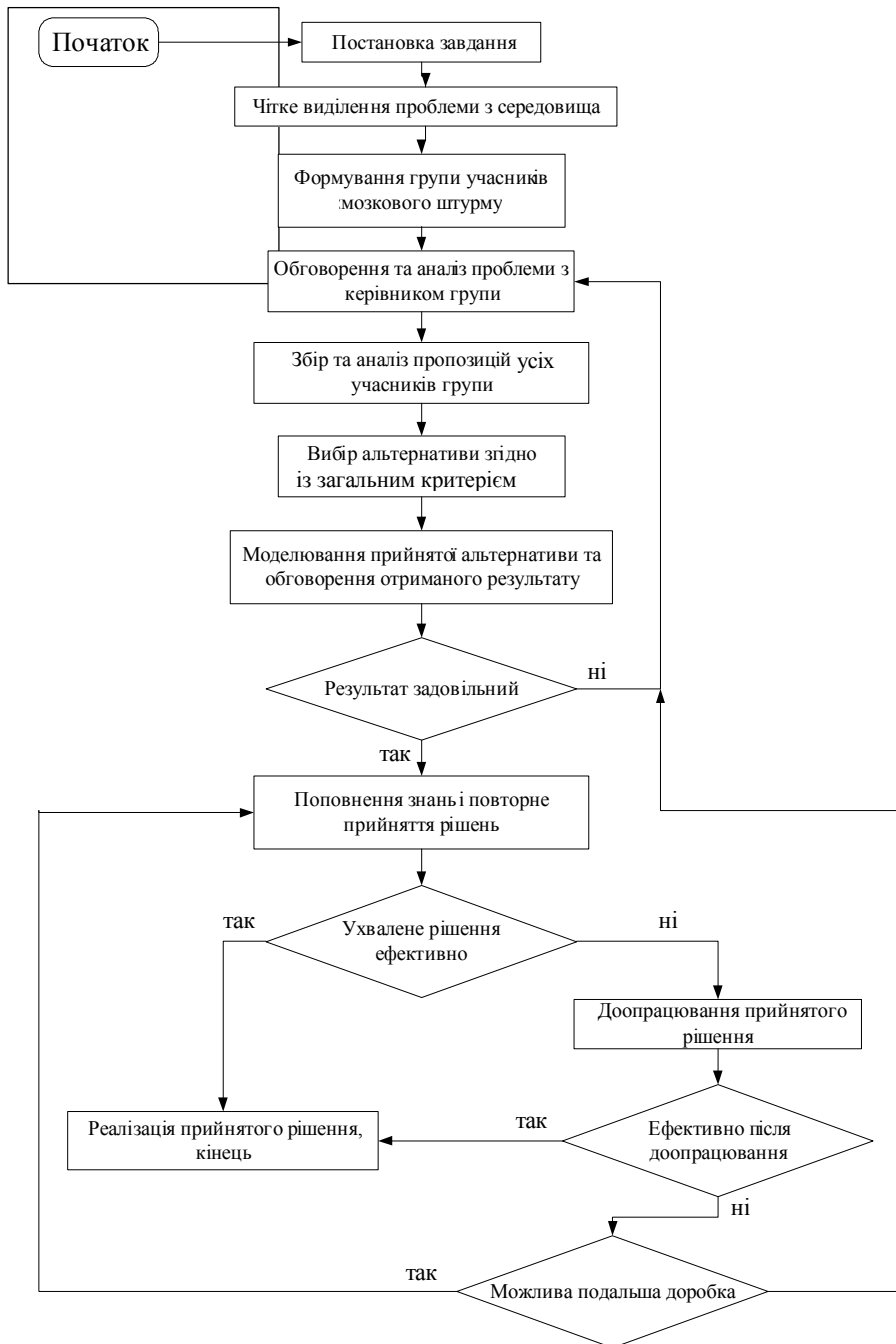 Початок
Постановка завдання
Чітке виділення проблеми з середовища
Формування групи учасників
мозкового штурму
Обговорення та аналіз проблеми з
керівником групи
Збір та аналіз пропозицій усіх
учасників групи
Вибір альтернативи згідно
із загальним критерієм
Моделювання прийнятої альтернативи та
обговорення отриманого результату
Результат задовільний
ні
так
Поповнення знань і повторне
прийняття рішень
так
Ухвалене рішення
ефективно
ні
Доопрацювання прийнятого
рішення
Реалізація прийнятого рішення,
кінець
так
Ефективно після
доопрацювання
ні
так
Можлива подальша доробка